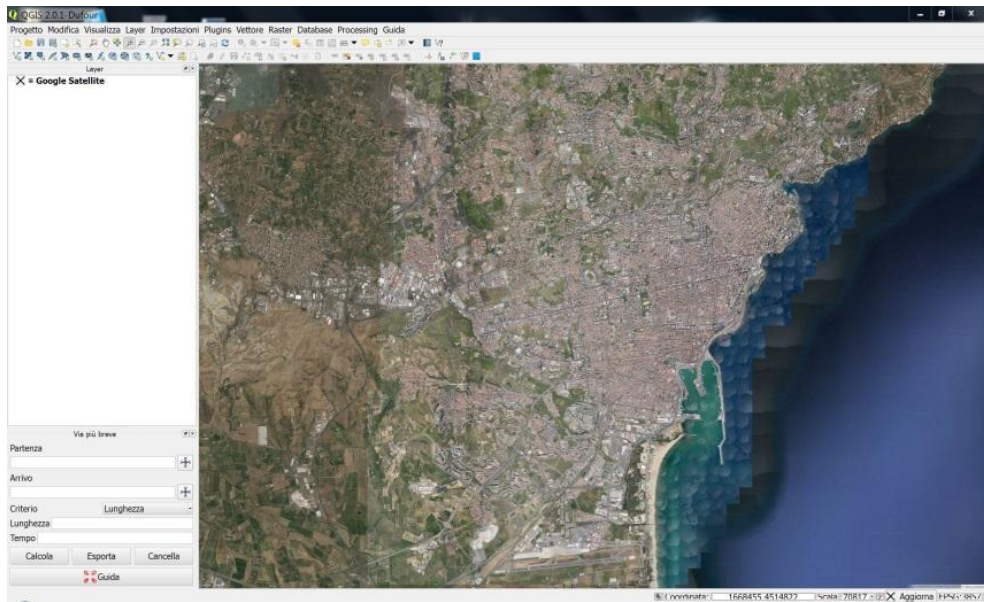 QGIS 2.0.1-Dufour
Progetto Modifica Visualizza Layer Impostazioni Plugins Vettore Raster Database Processing Guida
Layer
Google Satellite
Via più breve
Partenza
Arrivo
Criterio Lunghezza
Lunghezza
Tempo
Calcola Esporta Cancella
Guida
Coordinata: 1668455,4514822 Scala 70817 Aggiorna EPSG:3857